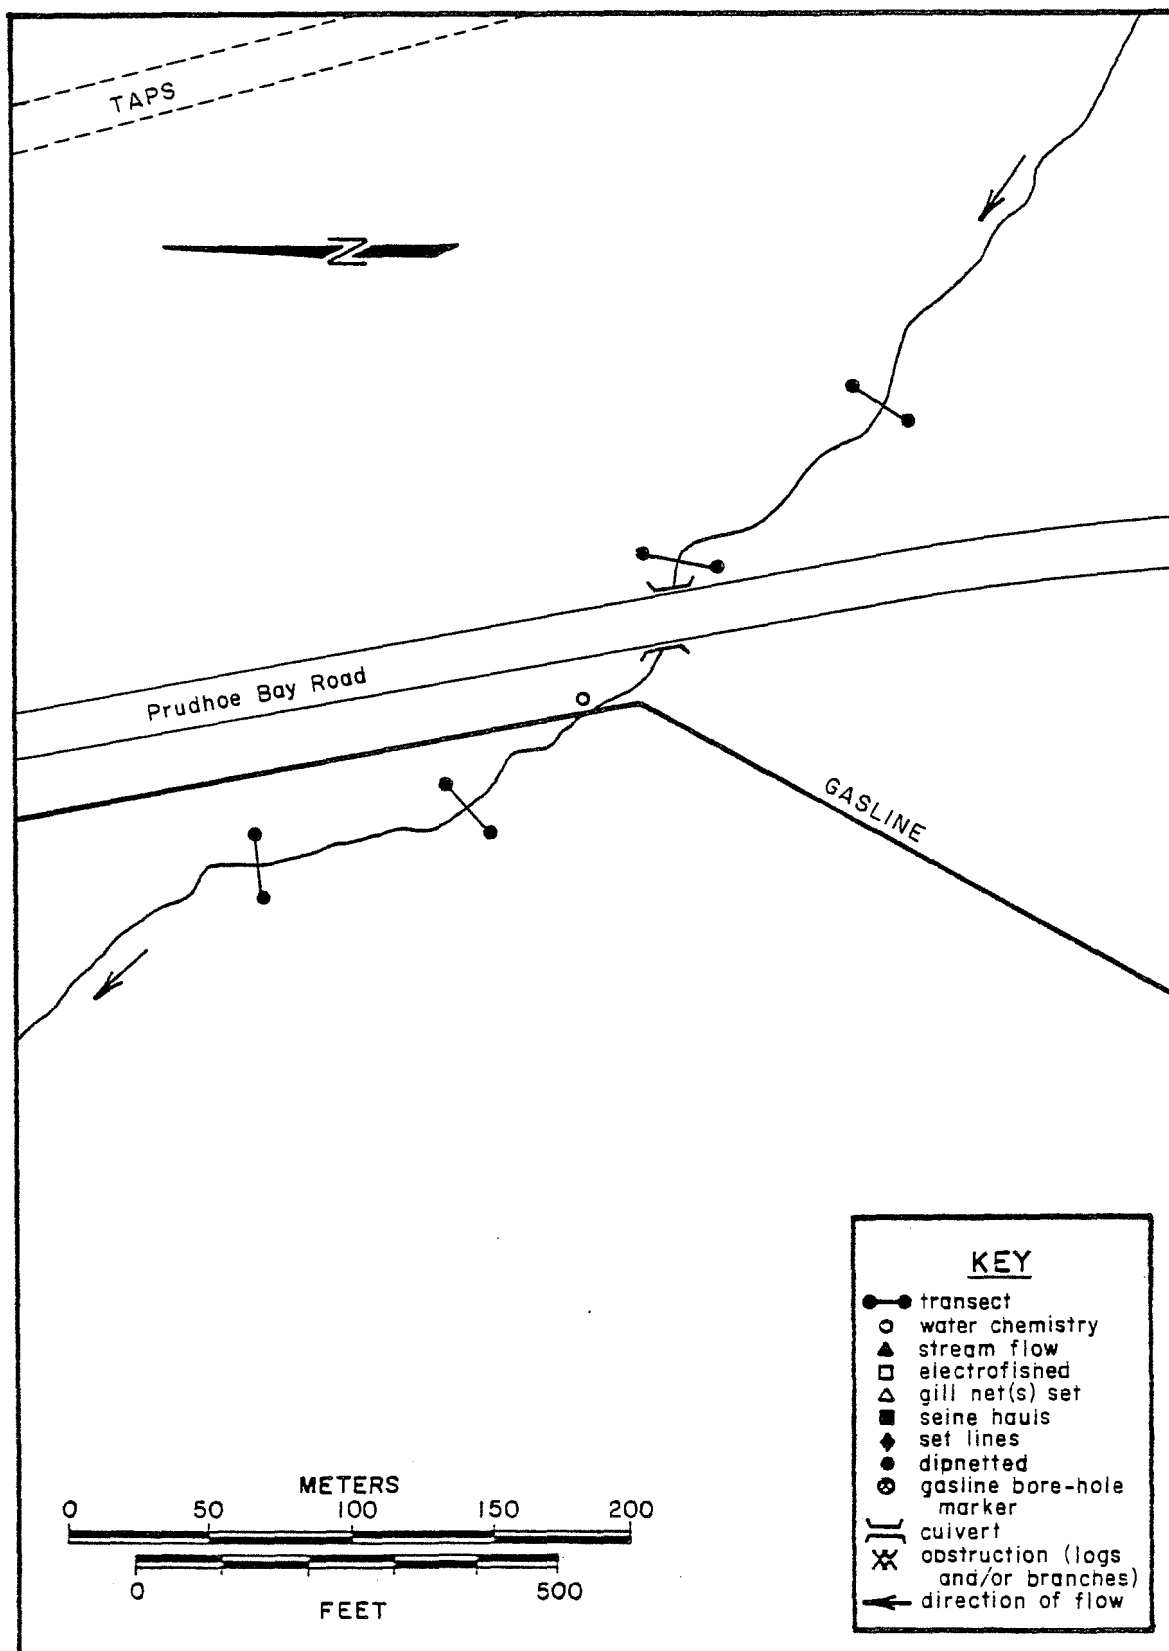 TAPS
N
Prudhoe Bay Road
GASLINE
KEY
transect
water chemistry
stream flow
electrofished
gill net(s) set
seine hauls
set lines
dipnetted
gasline bore-hole
marker
culvert
obstruction (logs
and/or branches)
direction of flow
METERS
0 50 100 150 200
0 500
FEET